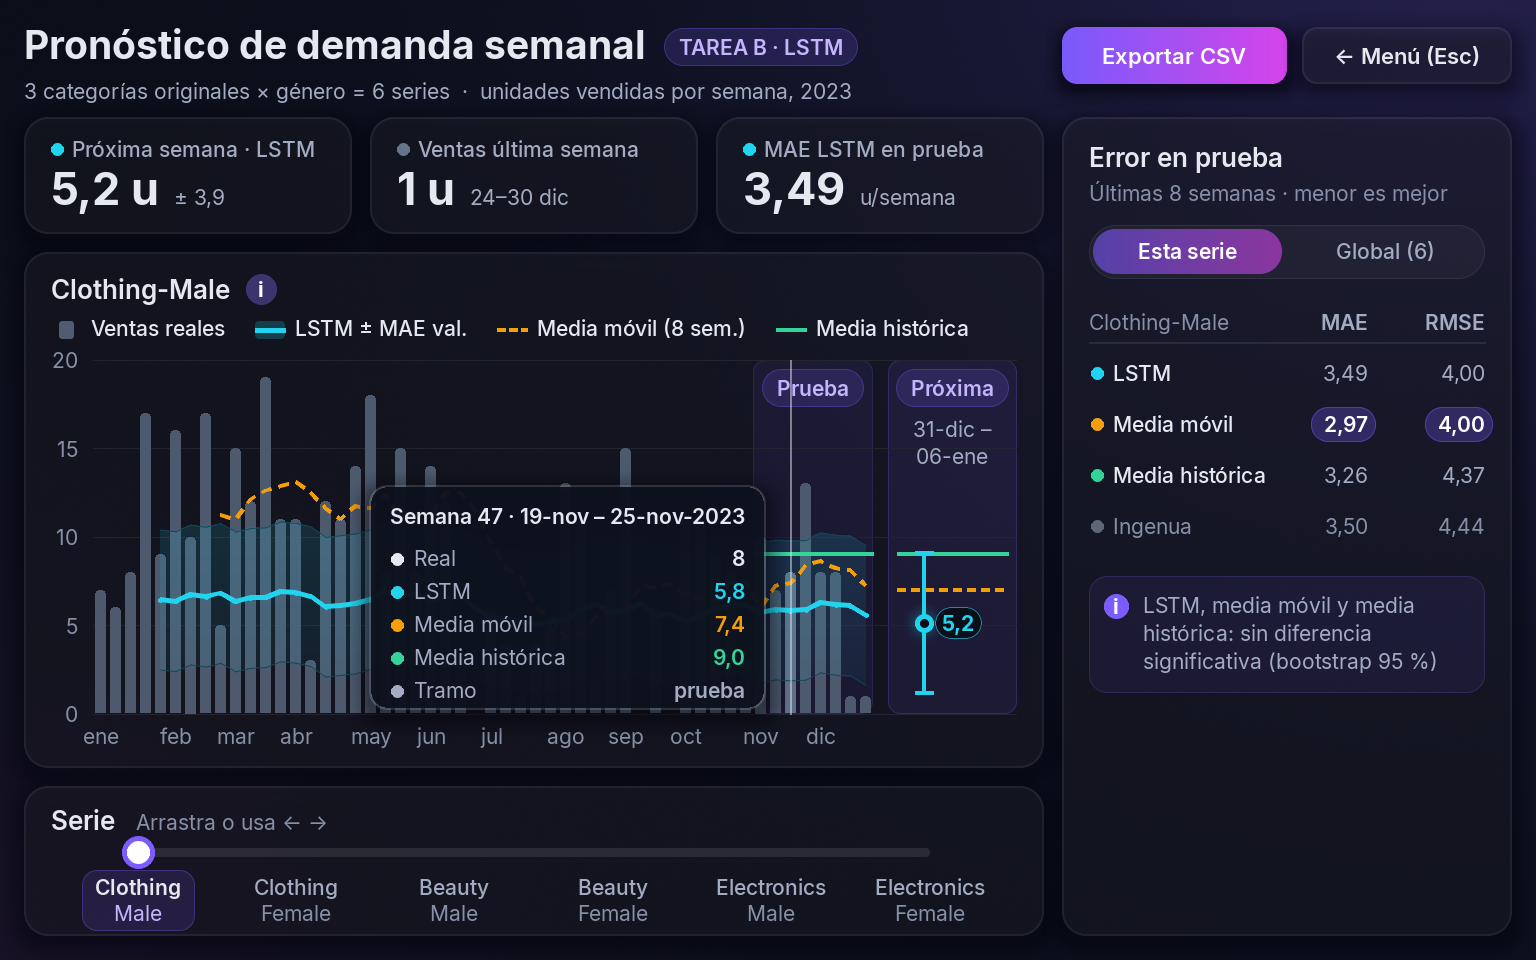 Pronóstico de demanda semanal
TAREA B · LSTM
Exportar CSV
← Menú (Esc)
3 categorías originales × género = 6 series · unidades vendidas por semana, 2023
Próxima semana · LSTM
5,2 u ± 3,9
Ventas última semana
1 u 24–30 dic
MAE LSTM en prueba
3,49 u/semana
Clothing-Male i
Ventas reales
LSTM ± MAE val.
Media móvil (8 sem.)
Media histórica
20
15
10
5
0
Prueba
Próxima
31-dic –
06-ene
5,2
Semana 47 · 19-nov – 25-nov-2023
Real 8
LSTM 5,8
Media móvil 7,4
Media histórica 9,0
Tramo prueba
ene feb mar abr may jun jul ago sep oct nov dic
Serie Arrastra o usa ← →
Clothing
Male
Clothing
Female
Beauty
Male
Beauty
Female
Electronics
Male
Electronics
Female
Error en prueba
Últimas 8 semanas · menor es mejor
Esta serie
Global (6)
Clothing-Male MAE RMSE
LSTM 3,49 4,00
Media móvil 2,97 4,00
Media histórica 3,26 4,37
Ingenua 3,50 4,44
i LSTM, media móvil y media
histórica: sin diferencia
significativa (bootstrap 95 %)